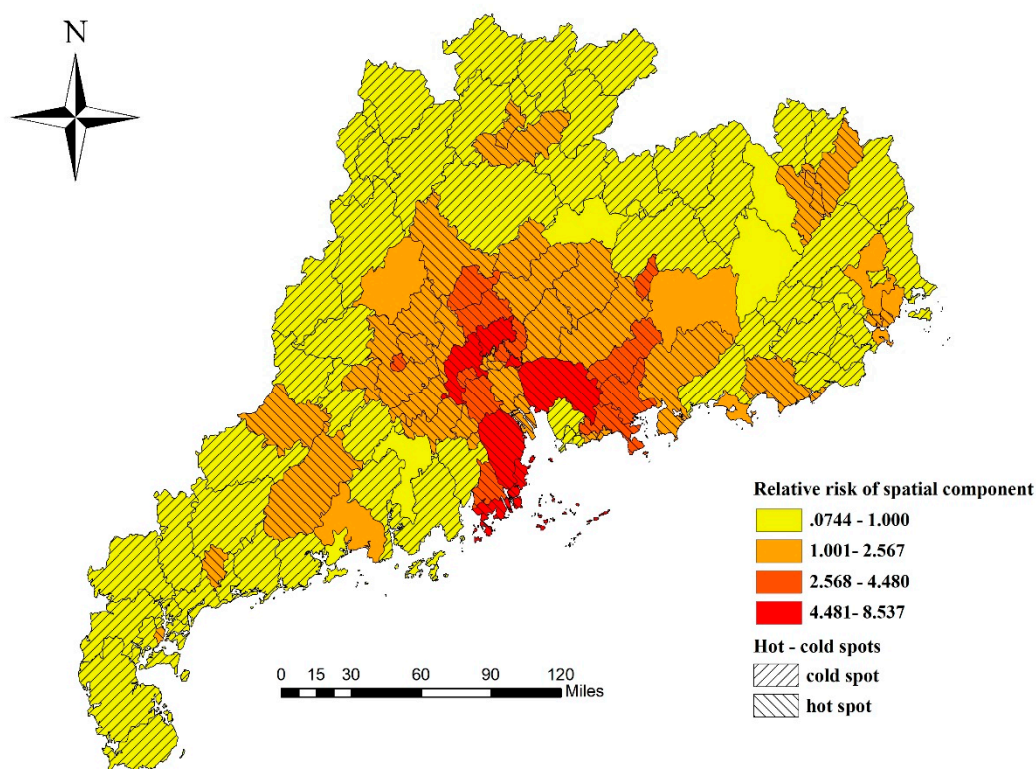 N
Relative risk of spatial component
.0744 - 1.000
1.001- 2.567
2.568 - 4.480
4.481- 8.537
Hot - cold spots
cold spot
hot spot
0 15 30 60 90 120
Miles